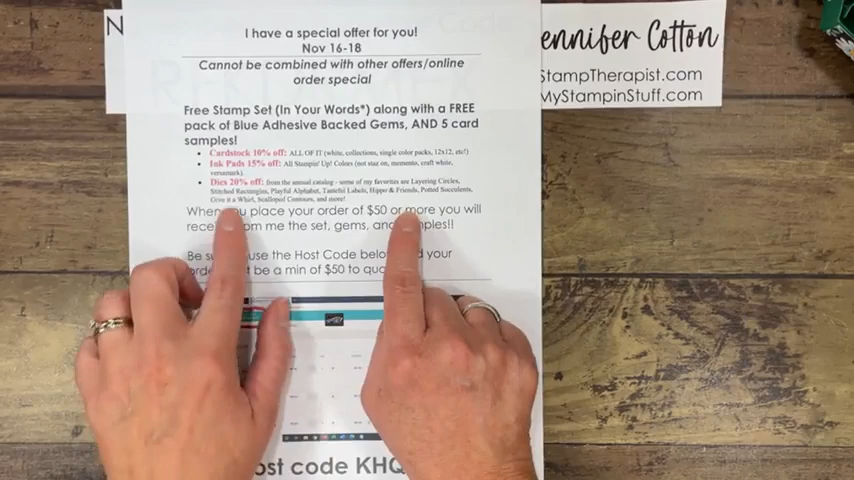 I have a special offer for you!
Nov 16-18
Cannot be combined with other offers/online
order special
ennifer Cotton
StampTherapist.com
MyStampinStuff.com
Free Stamp Set (In Your Words*) along with a FREE
pack of Blue Adhesive Backed Gems, AND 5 card
samples!
• Cardstock 10% off: ALL OF IT (white, collections, single color packs, 12x12, etc!)
• Ink Pads 15% off: All Stampin' Up! Colors (not staz on, memento, craft white,
versamark)
• Dies 20% off: from the annual catalog - some of my favorites are Layering Circles,
Stitched Rectangles, Playful Alphabet, Tasteful Labels, Hippo & Friends, Potted Succulents,
Give it a Whirl, Scalloped Contours, and more!
When you place your order of $50 or more you will
from me the set, gems, and samples!!
Be use the Host Code your
be a min of $50 to
ost code KHQ